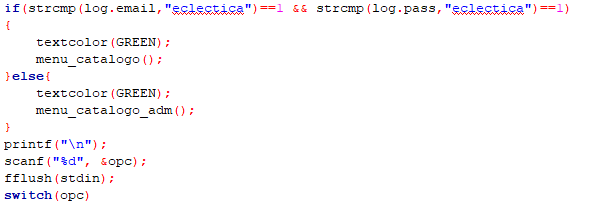 if(strcmp(log.email,"eclectica")==1 && strcmp(log.pass,"eclectica")==1)
{
    textcolor(GREEN);
    menu_catalogo();
}else{
    textcolor(GREEN);
    menu_catalogo_adm();
}
printf("\n");
scanf("%d", &opc);
fflush(stdin);
switch(opc)